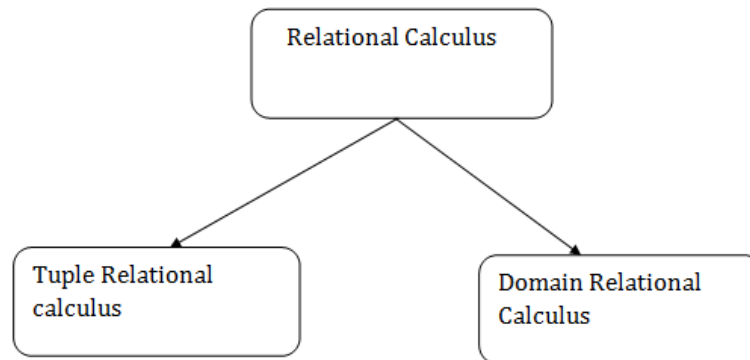 Relational Calculus
Tuple Relational
calculus
Domain Relational
Calculus